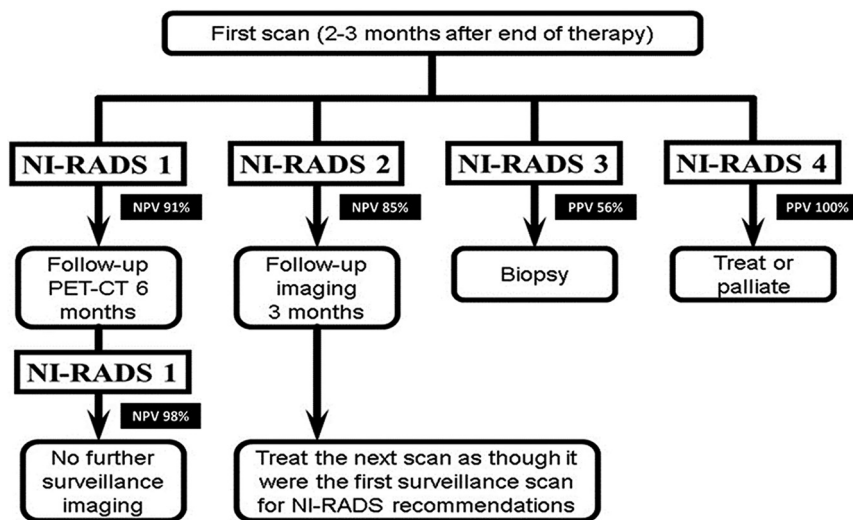 First scan (2-3 months after end of therapy)
NI-RADS 1
NI-RADS 2
NI-RADS 3
NI-RADS 4
NPV 91%
NPV 85%
PPV 56%
PPV 100%
Follow-up
PET-CT 6
months
Follow-up
imaging
3 months
Biopsy
Treat or
palliate
NI-RADS 1
NPV 98%
No further
surveillance
imaging
Treat the next scan as though it
were the first surveillance scan
for NI-RADS recommendations